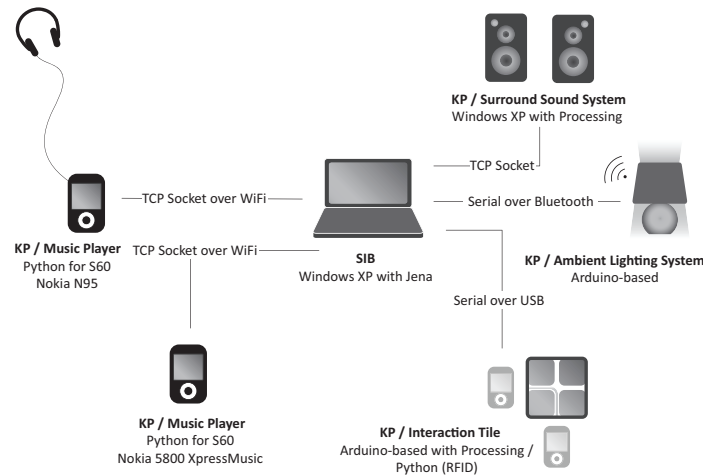 KP / Surround Sound System
Windows XP with Processing
TCP Socket
TCP Socket over WiFi
Serial over Bluetooth
KP / Music Player
Python for S60
Nokia N95
TCP Socket over WiFi
SIB
Windows XP with Jena
KP / Ambient Lighting System
Arduino-based
Serial over USB
KP / Music Player
Python for S60
Nokia 5800 XpressMusic
KP / Interaction Tile
Arduino-based with Processing /
Python (RFID)